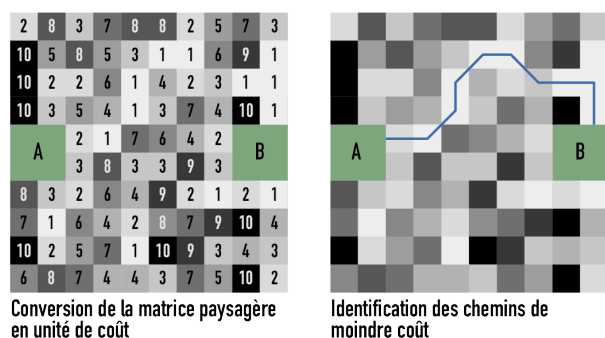 2 8 3 7 8 8 2 5 7 3
10 5 8 5 3 1 1 6 9 1
10 2 2 6 1 4 2 3 1 1
10 3 5 4 1 3 7 4 10 1
A 2 1 7 6 4 2 B
3 8 3 3 9 3
8 3 2 6 4 9 2 1 2 1
7 1 6 4 2 8 7 9 10 4
10 2 5 7 1 10 9 3 4 3
6 8 7 4 4 3 7 5 10 2
Conversion de la matrice paysagère
en unité de coût
A B
Identification des chemins de
moindre coût